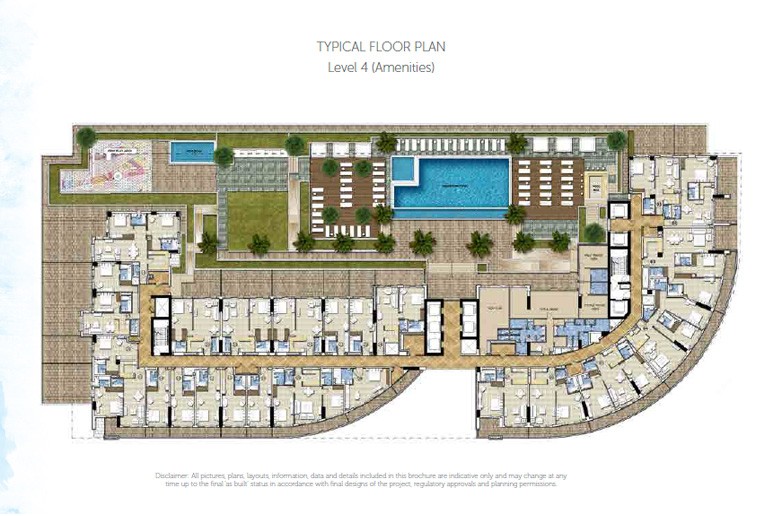 TYPICAL FLOOR PLAN
Level 4 (Amenities)
Disclaimer: All pictures, plans, layouts, information, data and details included in this brochure are indicative only and may change at any
time up to the final 'as built' status in accordance with final designs of the project, regulatory approvals and planning permissions.